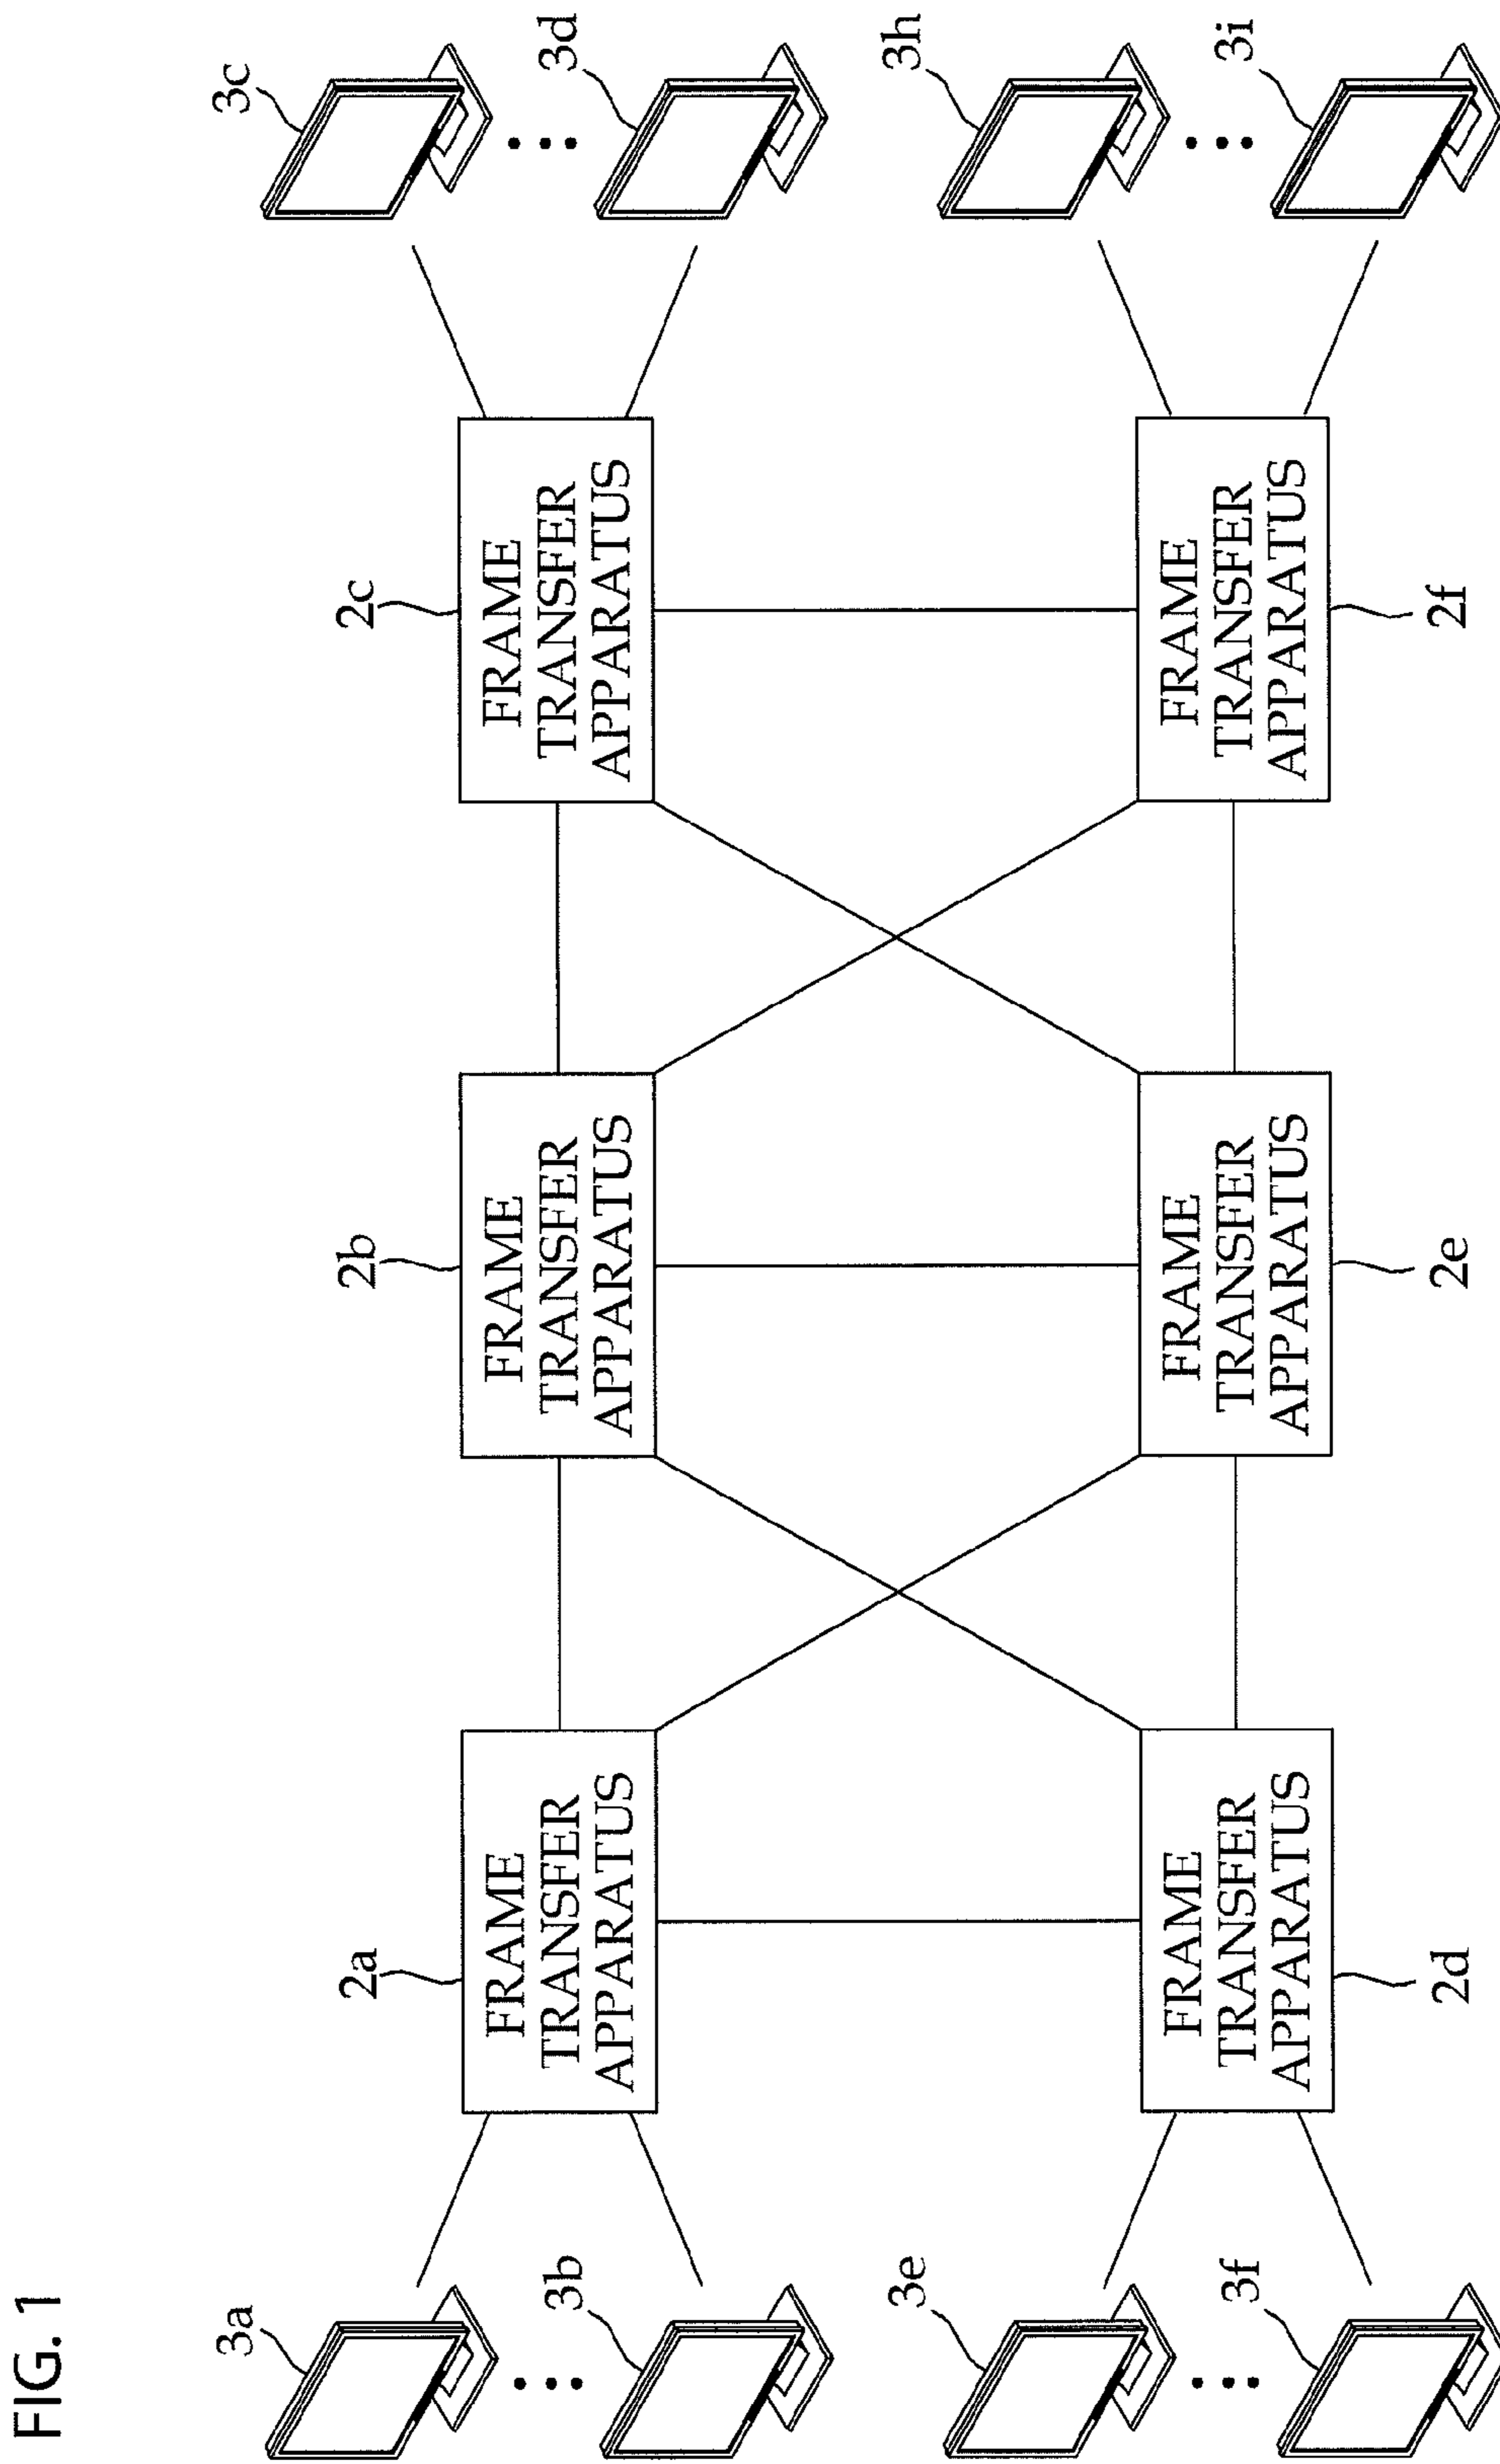 FIG. 1
3a
3b
3e
3f
2a
FRAME
TRANSFER
APPARATUS
2b
FRAME
TRANSFER
APPARATUS
2c
FRAME
TRANSFER
APPARATUS
FRAME
TRANSFER
APPARATUS
2d
FRAME
TRANSFER
APPARATUS
2e
FRAME
TRANSFER
APPARATUS
2f
3c
3d
3h
3i